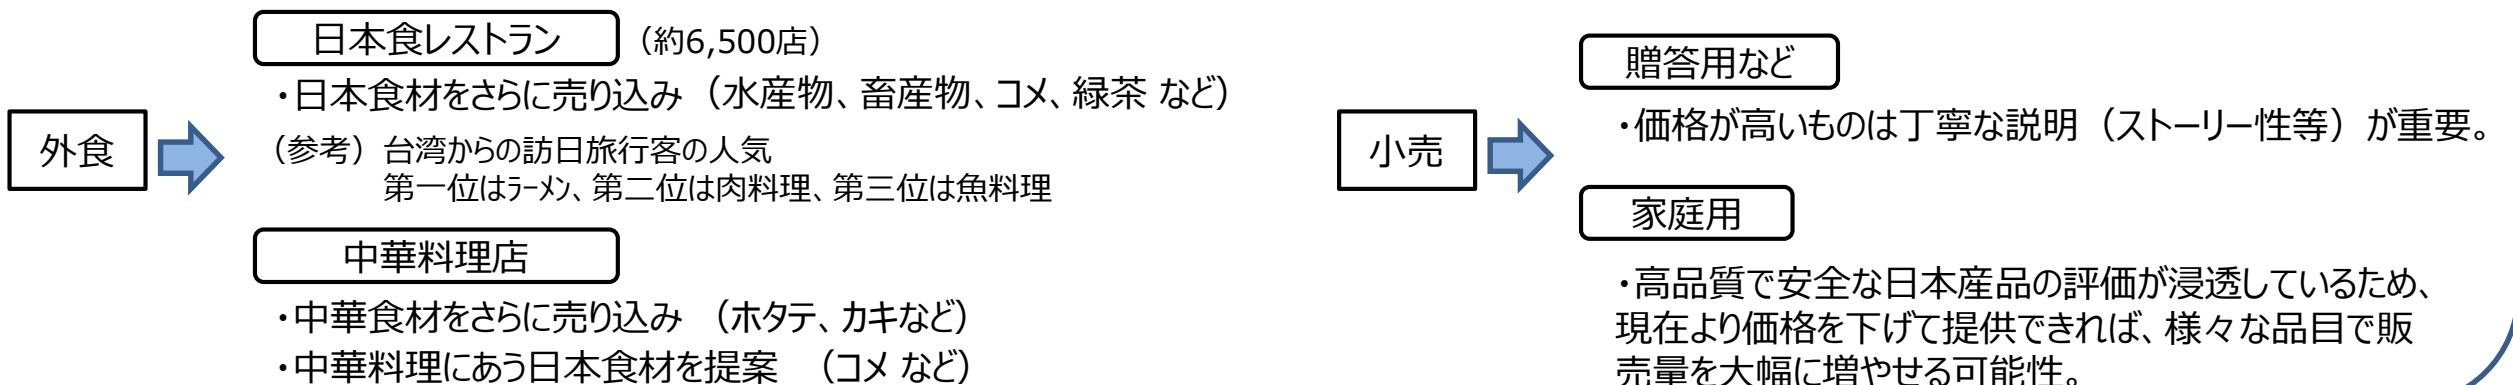 外食
日本食レストラン （約6,500店）
・日本食材をさらに売り込み （水産物、畜産物、コメ、緑茶 など）
（参考）台湾からの訪日旅行客の人気
第一位はラーメン、第二位は肉料理、第三位は魚料理
中華料理店
・中華食材をさらに売り込み （ホタテ、カキなど）
・中華料理にあう日本食材を提案 （コメ など）
小売
贈答用など
・価格が高いものは丁寧な説明（ストーリー性等）が重要。
家庭用
・高品質で安全な日本産品の評価が浸透しているため、
現在より価格を下げて提供できれば、様々な品目で販
売量を大幅に増やせる可能性。